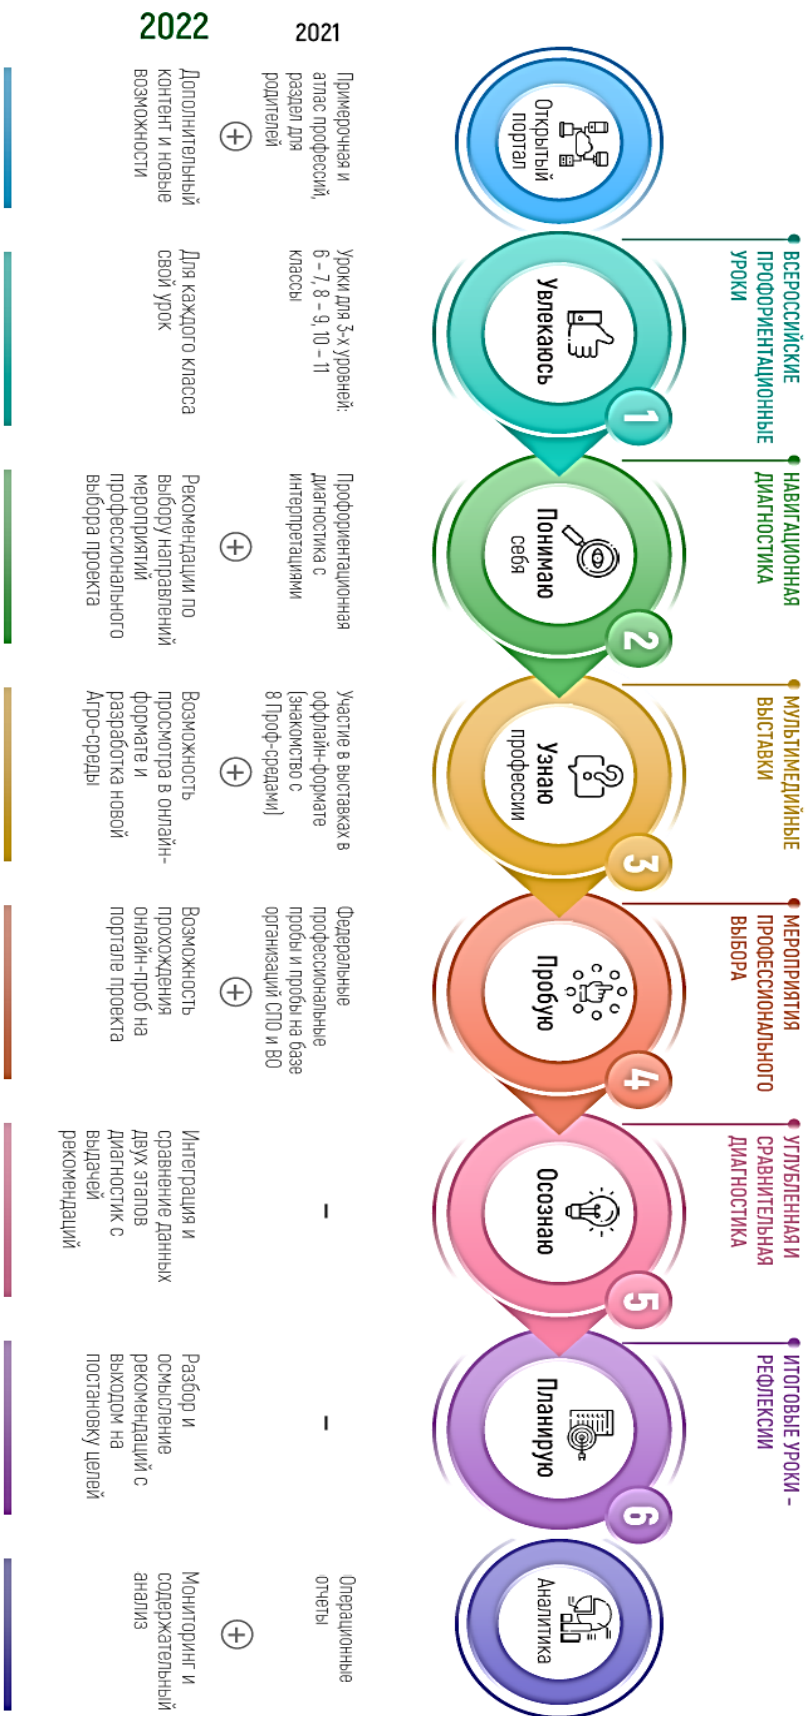 ВСЕРОССИЙСКИЕ
ПРОФОРИЕНТАЦИОННЫЕ
УРОКИ
НАВИГАЦИОННАЯ
ДИАГНОСТИКА
МУЛЬТИМЕДИЙНЫЕ
ВЫСТАВКИ
МЕРОПРИЯТИЯ
ПРОФЕССИОНАЛЬНОГО
ВЫБОРА
УГЛУБЛЕННАЯ И
СРАВНИТЕЛЬНАЯ
ДИАГНОСТИКА
ИТОГОВЫЕ УРОКИ –
РЕФЛЕКСИИ
Открытый
портал
Увлекаюсь
1
Понимаю
себя
2
Узнаю
профессии
3
Пробую
4
Осознаю
5
Планирую
6
Аналитика
2021
Примерочная и
атлас профессий,
раздел для
родителей
Уроки для 3-х уровней:
6 – 7, 8 – 9, 10 – 11
классы
Профориентационная
диагностика с
интерпретациями
Участие в выставках в
оффлайн-формате
(знакомство с
8 Проф-средами)
Федеральные
профессиональные
пробы и пробы на базе
организаций СПО и ВО
–
–
Операционные
отчеты
+
+
+
+
+
2022
Дополнительный
контент и новые
возможности
Для каждого класса
свой урок
Рекомендации по
выбору направлений
мероприятий
профессионального
выбора проекта
Возможность
просмотра в онлайн-
формате и
разработка новой
Агро-среды
Возможность
прохождения
онлайн-проб на
портале проекта
Интеграция и
сравнение данных
двух этапов
диагностик с
выдачей
рекомендаций
Разбор и
осмысление
рекомендаций с
выходом на
постановку целей
Мониторинг и
содержательный
анализ